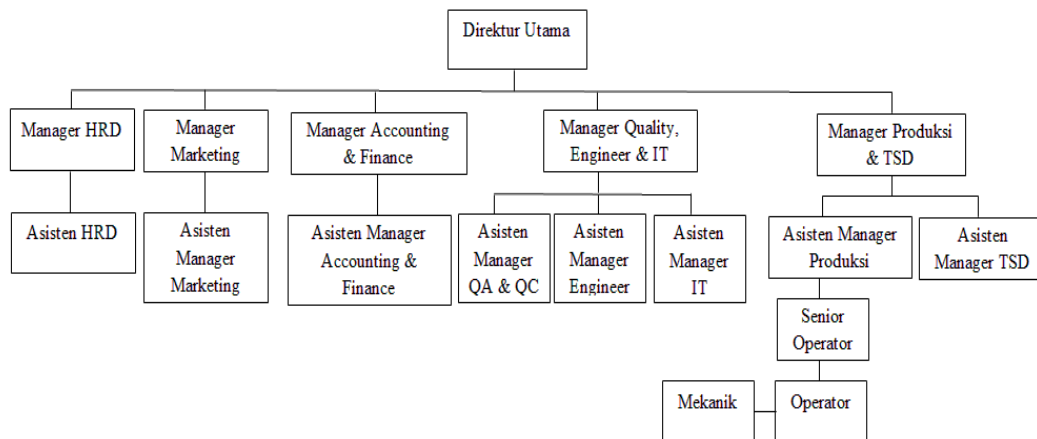 Direktur Utama
Manager HRD
Manager
Marketing
Manager Accounting
& Finance
Manager Quality,
Engineer & IT
Manager Produksi
& TSD
Asisten HRD
Asisten
Manager
Marketing
Asisten Manager
Accounting &
Finance
Asisten
Manager
QA & QC
Asisten
Manager
Engineer
Asisten
Manager
IT
Asisten Manager
Produksi
Asisten
Manager TSD
Senior
Operator
Mekanik
Operator